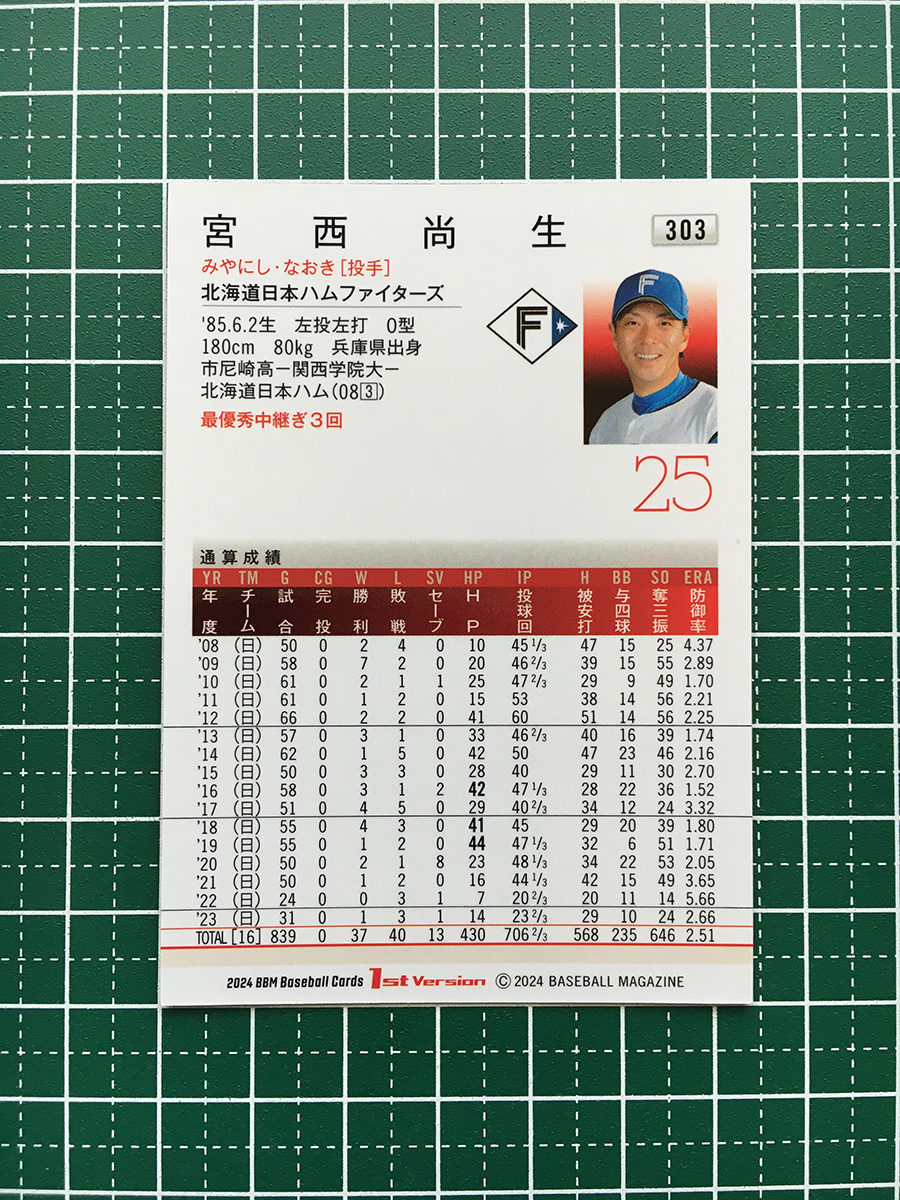 宮西尚生 303
みやにし・なおき[投手]
北海道日本ハムファイターズ
'85.6.2生 左投左打 O型
180cm 80kg 兵庫県出身
市尼崎高－関西学院大－
北海道日本ハム(08③)
最優秀中継ぎ3回
F
F
25
通算成績
YR TM G CG W L SV HP IP H BB SO ERA
年度 チーム 試合 完投 勝利 敗戦 セーブ HP 投球回 被安打 与四球 奪三振 防御率
'08 (日) 50 0 2 4 0 10 45 1/3 47 15 25 4.37
'09 (日) 58 0 7 2 0 20 46 2/3 39 15 55 2.89
'10 (日) 61 0 2 1 1 25 47 2/3 29 9 49 1.70
'11 (日) 61 0 1 2 0 15 53 38 14 56 2.21
'12 (日) 66 0 2 2 0 41 60 51 14 56 2.25
'13 (日) 57 0 3 1 0 33 46 2/3 40 16 39 1.74
'14 (日) 62 0 1 5 0 42 50 47 23 46 2.16
'15 (日) 50 0 3 3 0 28 40 29 11 30 2.70
'16 (日) 58 0 3 1 2 42 47 1/3 28 22 36 1.52
'17 (日) 51 0 4 5 0 29 40 2/3 34 12 24 3.32
'18 (日) 55 0 4 3 0 41 45 29 20 39 1.80
'19 (日) 55 0 1 2 0 44 47 1/3 32 6 51 1.71
'20 (日) 50 0 2 1 8 23 48 1/3 34 22 53 2.05
'21 (日) 50 0 1 2 0 16 44 1/3 42 15 49 3.65
'22 (日) 24 0 0 3 1 7 20 2/3 20 11 14 5.66
'23 (日) 31 0 1 3 1 14 23 2/3 29 10 24 2.66
TOTAL [16] 839 0 37 40 13 430 706 2/3 568 235 646 2.51
2024 BBM Baseball Cards 1st Version © 2024 BASEBALL MAGAZINE